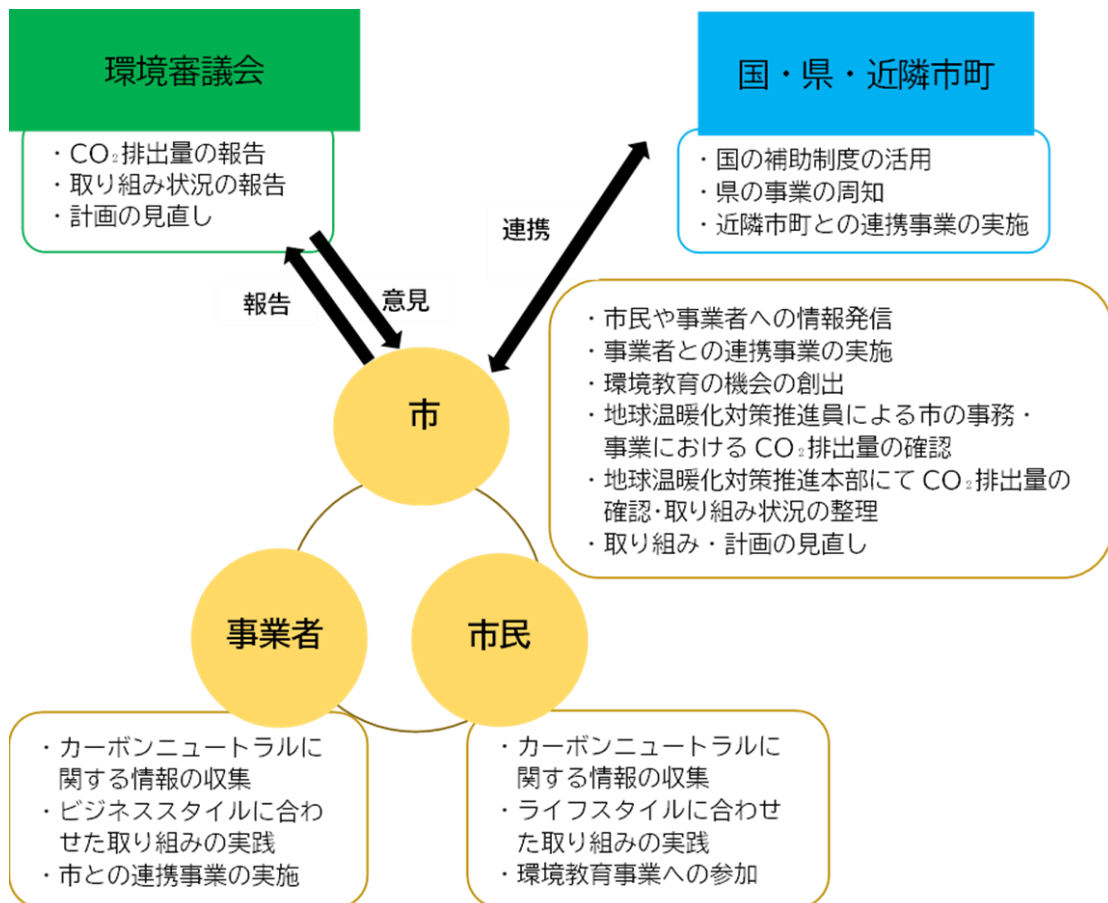 環境審議会
・CO₂排出量の報告
・取り組み状況の報告
・計画の見直し
国・県・近隣市町
・国の補助制度の活用
・県の事業の周知
・近隣市町との連携事業の実施
連携
報告
意見
市
・市民や事業者への情報発信
・事業者との連携事業の実施
・環境教育の機会の創出
・地球温暖化対策推進員による市の事務・
事業におけるCO₂排出量の確認
・地球温暖化対策推進本部にてCO₂排出量の
確認・取り組み状況の整理
・取り組み・計画の見直し
事業者
市民
・カーボンニュートラルに
関する情報の収集
・ビジネススタイルに合わ
せた取り組みの実践
・市との連携事業の実施
・カーボンニュートラルに
関する情報の収集
・ライフスタイルに合わせ
た取り組みの実践
・環境教育事業への参加